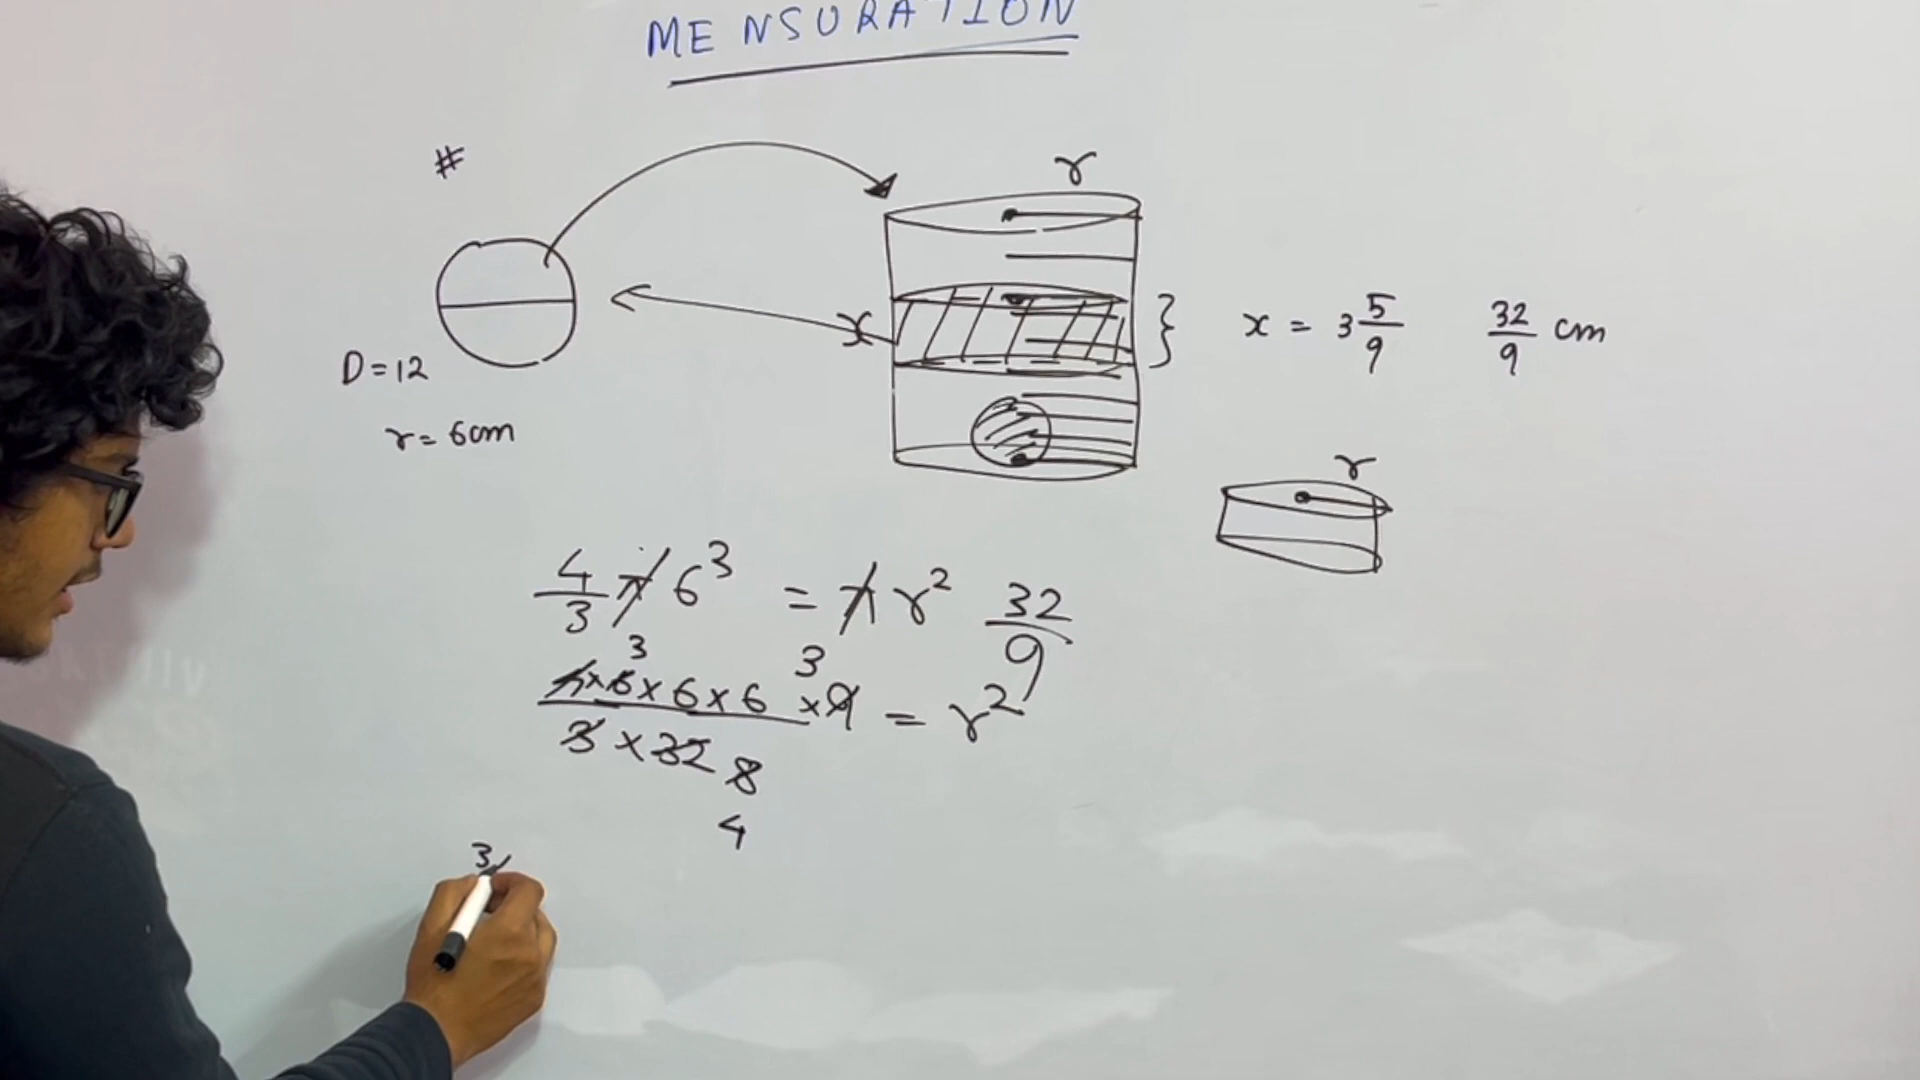 MENSURATION
#
r
x
x = 3 5/9 32/9 cm
D = 12
r = 6cm
r
4/3 π 6³ = π r² 32/9
3 3
4×6×6×6 ×9 = r²
3 × 32 8
4
3